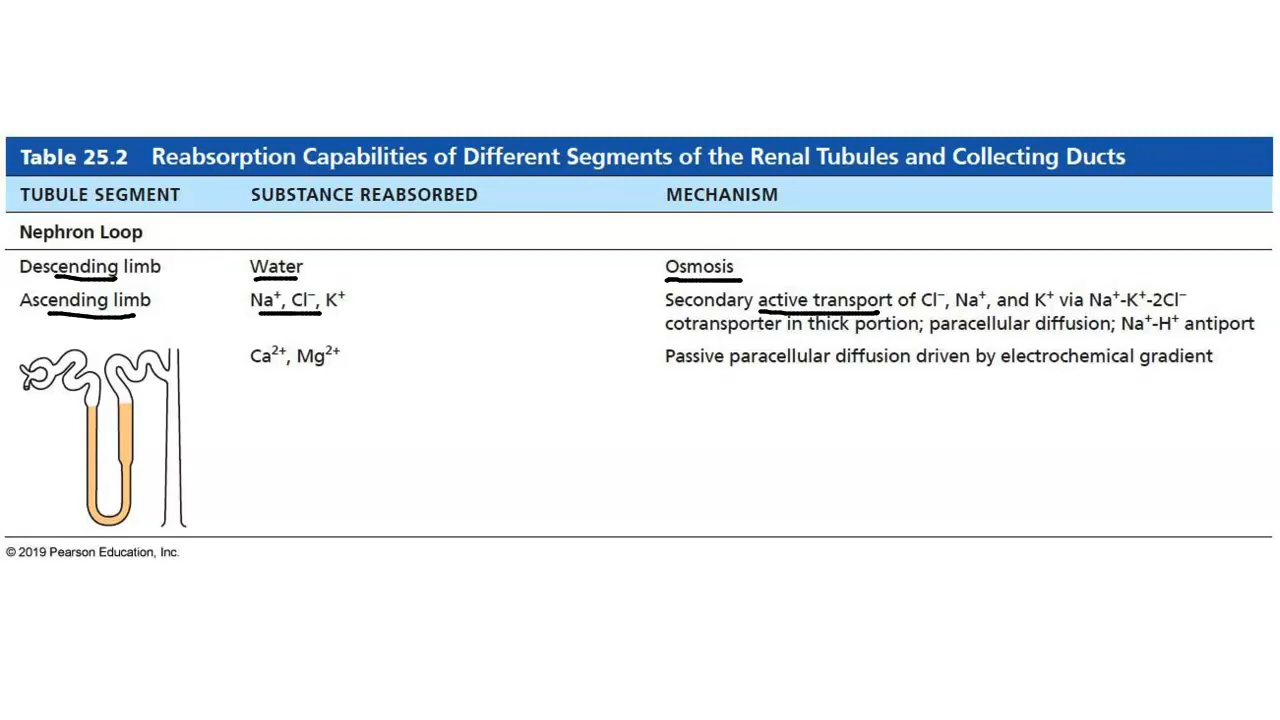 Table 25.2 Reabsorption Capabilities of Different Segments of the Renal Tubules and Collecting Ducts
TUBULE SEGMENT SUBSTANCE REABSORBED MECHANISM
Nephron Loop
Descending limb Water Osmosis
Ascending limb Na⁺, Cl⁻, K⁺ Secondary active transport of Cl⁻, Na⁺, and K⁺ via Na⁺-K⁺-2Cl⁻
cotransporter in thick portion; paracellular diffusion; Na⁺-H⁺ antiport
Ca²⁺, Mg²⁺ Passive paracellular diffusion driven by electrochemical gradient
© 2019 Pearson Education, Inc.